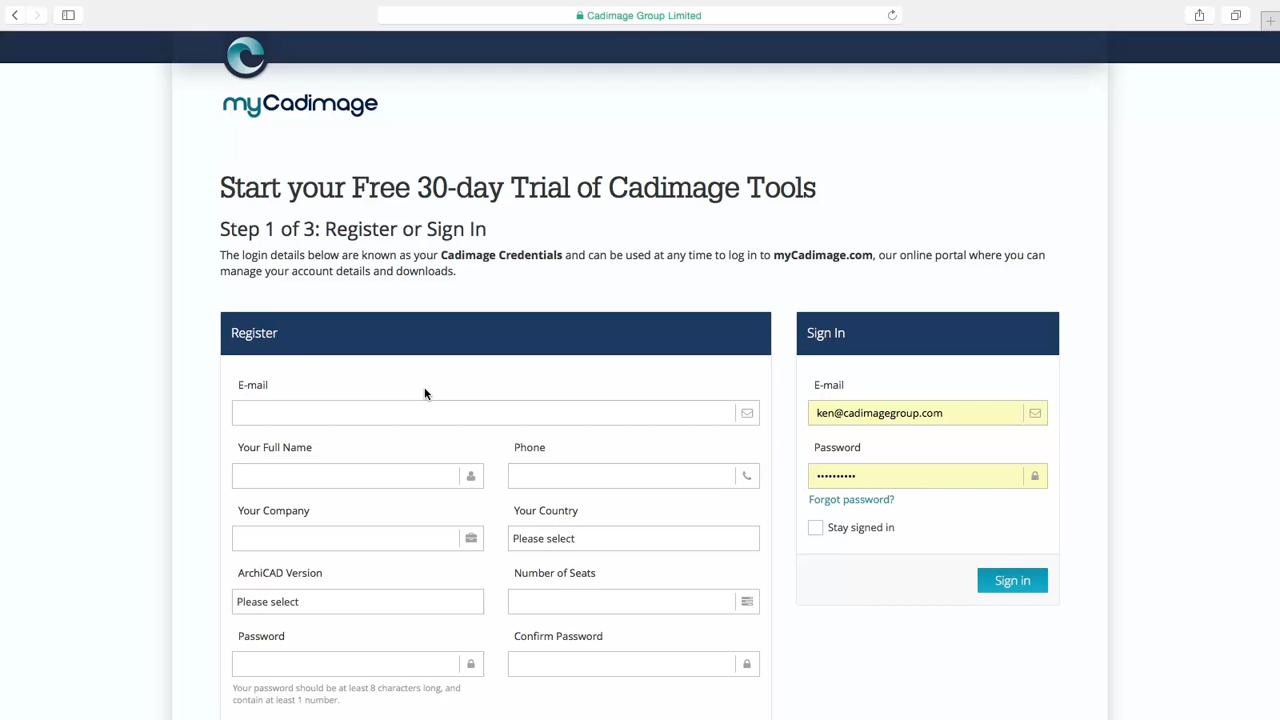 Cadimage Group Limited
myCadimage
Start your Free 30-day Trial of Cadimage Tools
Step 1 of 3: Register or Sign In
The login details below are known as your Cadimage Credentials and can be used at any time to log in to myCadimage.com, our online portal where you can
manage your account details and downloads.
Register
E-mail
Your Full Name
Phone
Your Company
Your Country
Please select
ArchiCAD Version
Number of Seats
Please select
Password
Confirm Password
Your password should be at least 8 characters long, and
contain at least 1 number.
Sign In
E-mail
ken@cadimagegroup.com
Password
••••••••••
Forgot password?
Stay signed in
Sign in